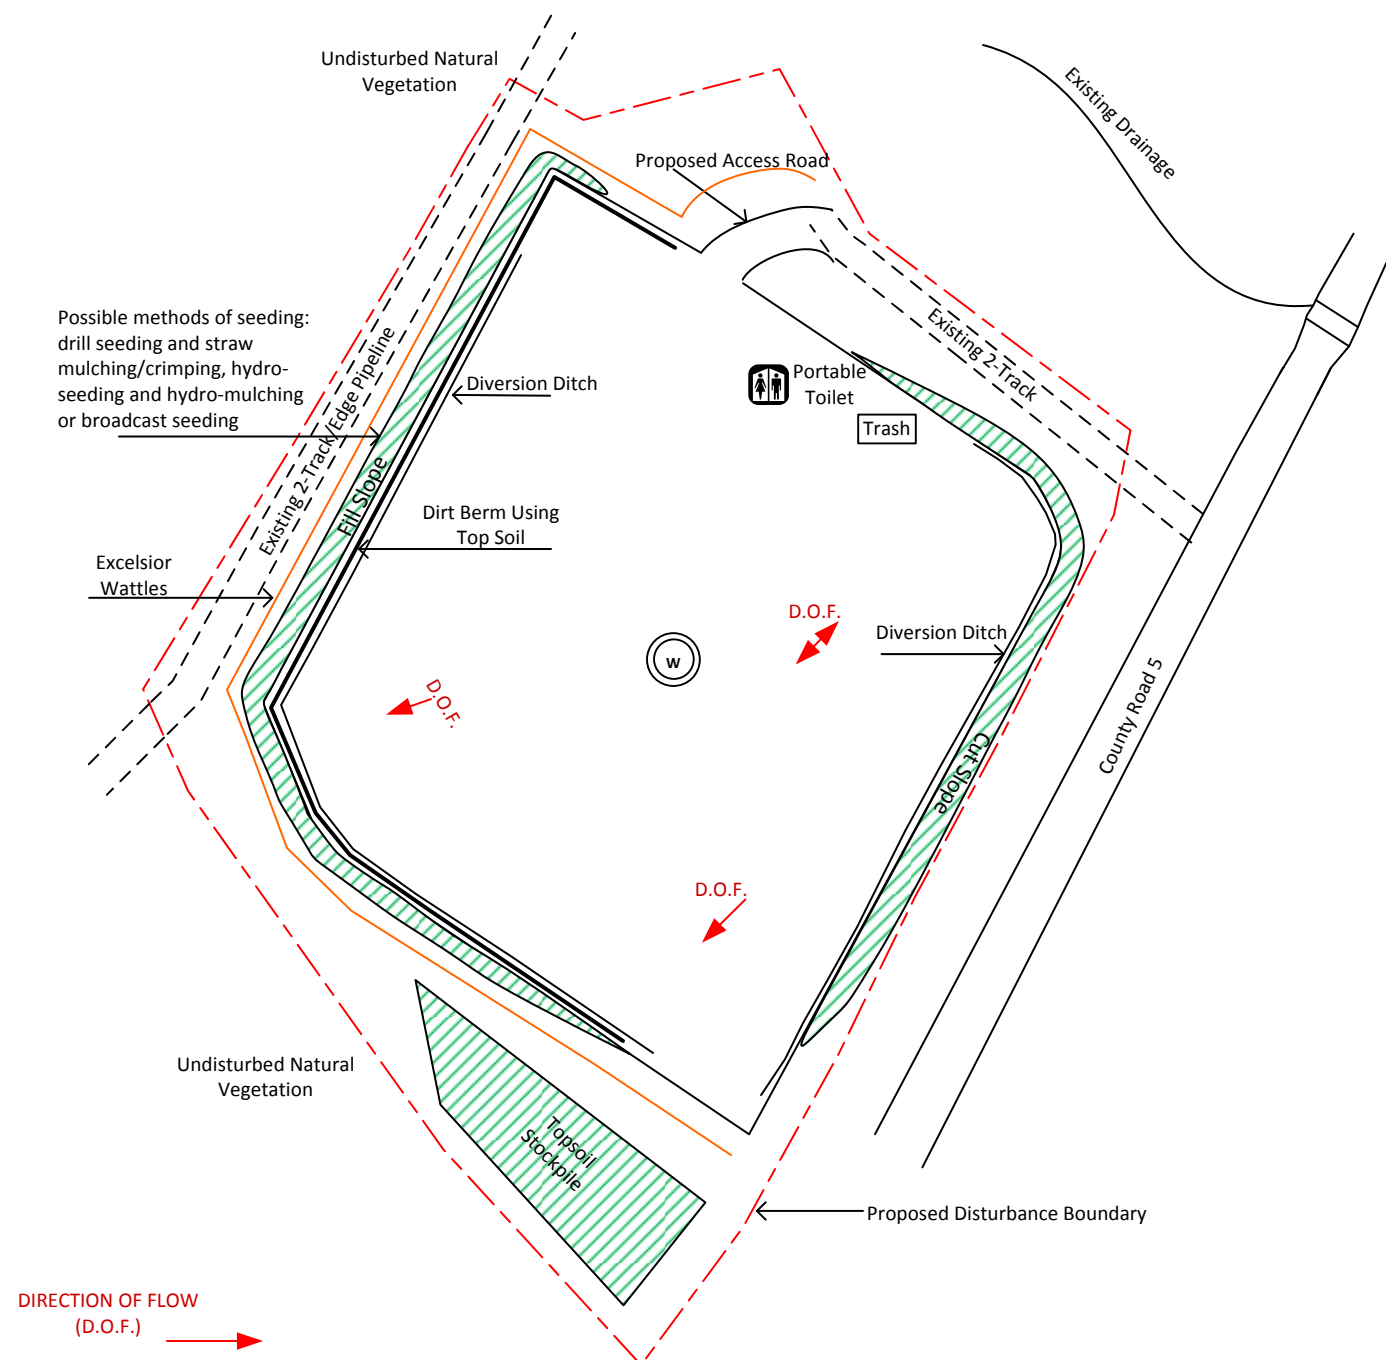 Undisturbed Natural
Vegetation
Existing Drainage
Proposed Access Road
Possible methods of seeding:
drill seeding and straw
mulching/crimping, hydro-
seeding and hydro-mulching
or broadcast seeding
Existing 2-Track/Edge Pipeline
Fill Slope
Diversion Ditch
Existing 2-Track
Portable
Toilet
Trash
Dirt Berm Using
Top Soil
Excelsior
Wattles
D.O.F.
Diversion Ditch
W
D.O.F.
County Road 5
Cut Slope
D.O.F.
Undisturbed Natural
Vegetation
Topsoil
Stockpile
Proposed Disturbance Boundary
DIRECTION OF FLOW
(D.O.F.)